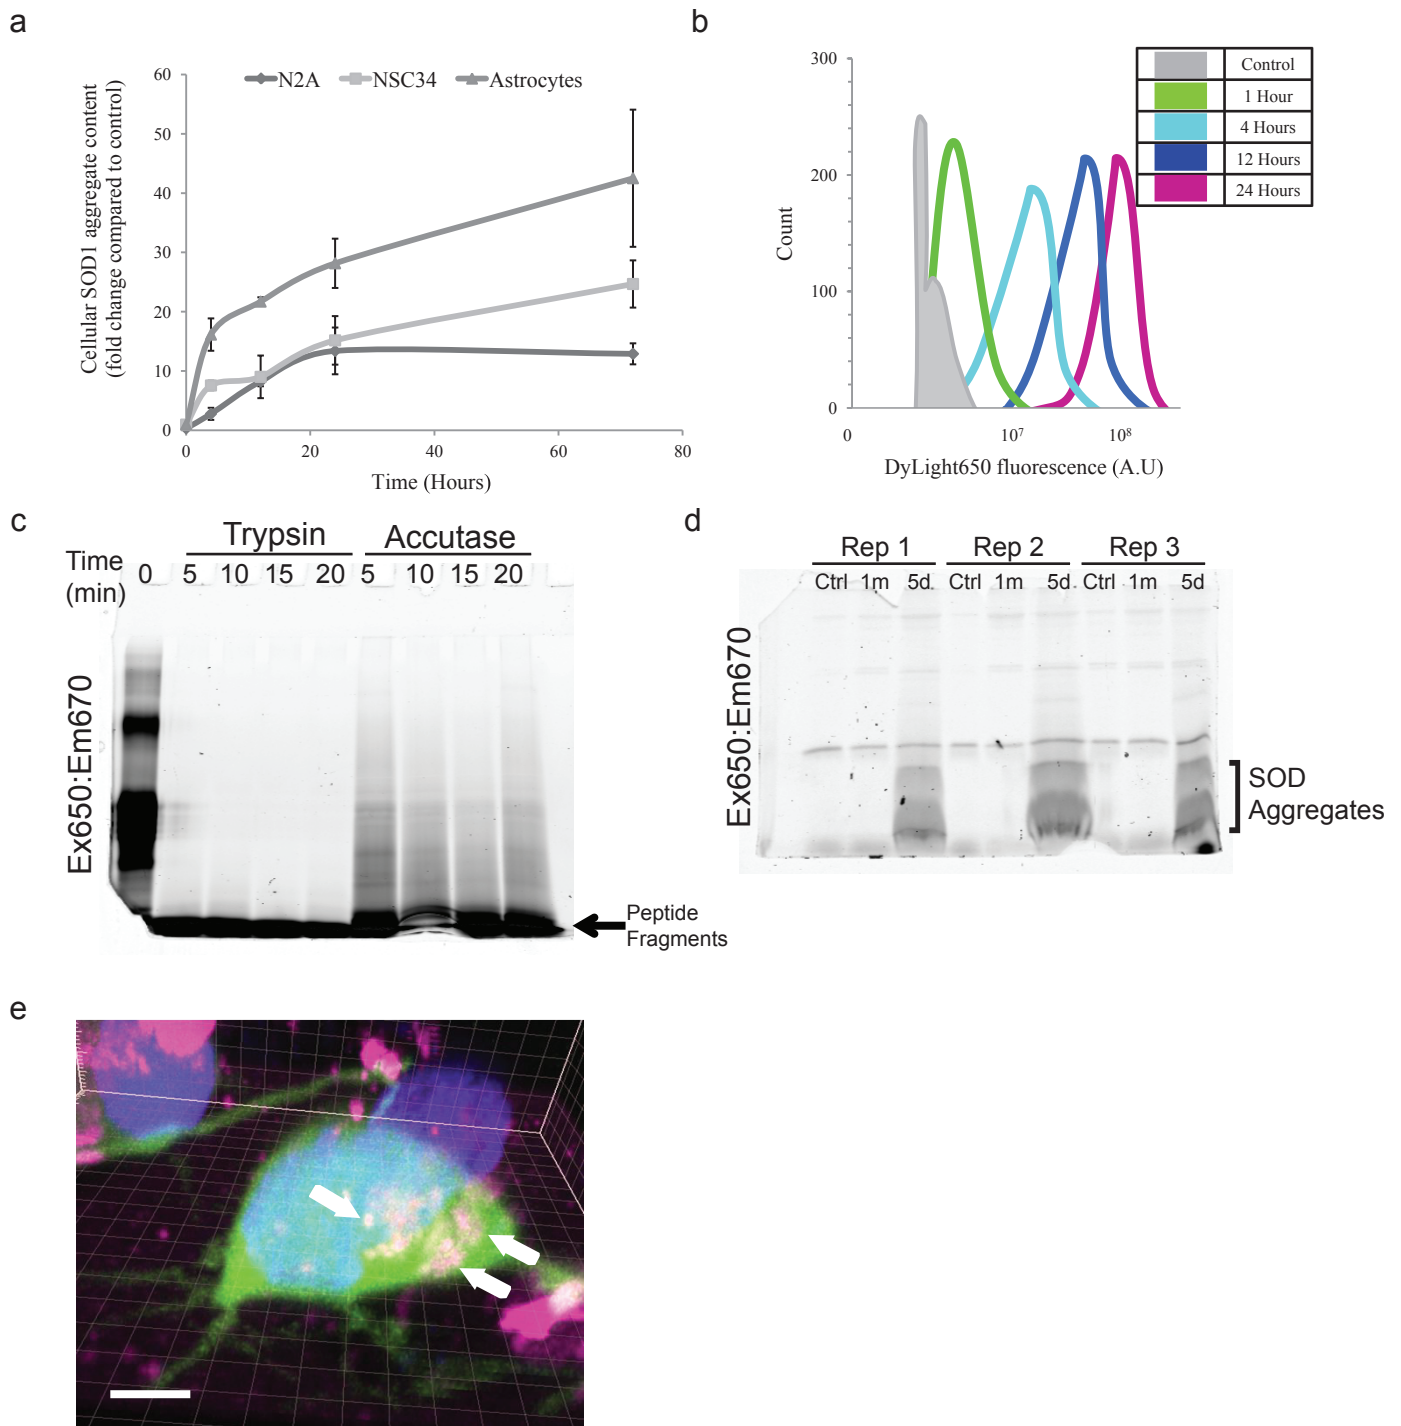 a
Cellular SOD1 aggregate content
(fold change compared to control)
60
50
40
30
20
10
0
N2A
NSC34
Astrocytes
0
20
40
60
80
Time (Hours)
b
Count
300
200
100
0
0
10⁷
10⁸
DyLight650 fluorescence (A.U)
Control
1 Hour
4 Hours
12 Hours
24 Hours
c
Trypsin
Accutase
Time
(min)
0 5 10 15 20 5 10 15 20
Ex650:Em670
Peptide
Fragments
d
Rep 1
Rep 2
Rep 3
Ctrl 1m 5d Ctrl 1m 5d Ctrl 1m 5d
Ex650:Em670
SOD
Aggregates
e